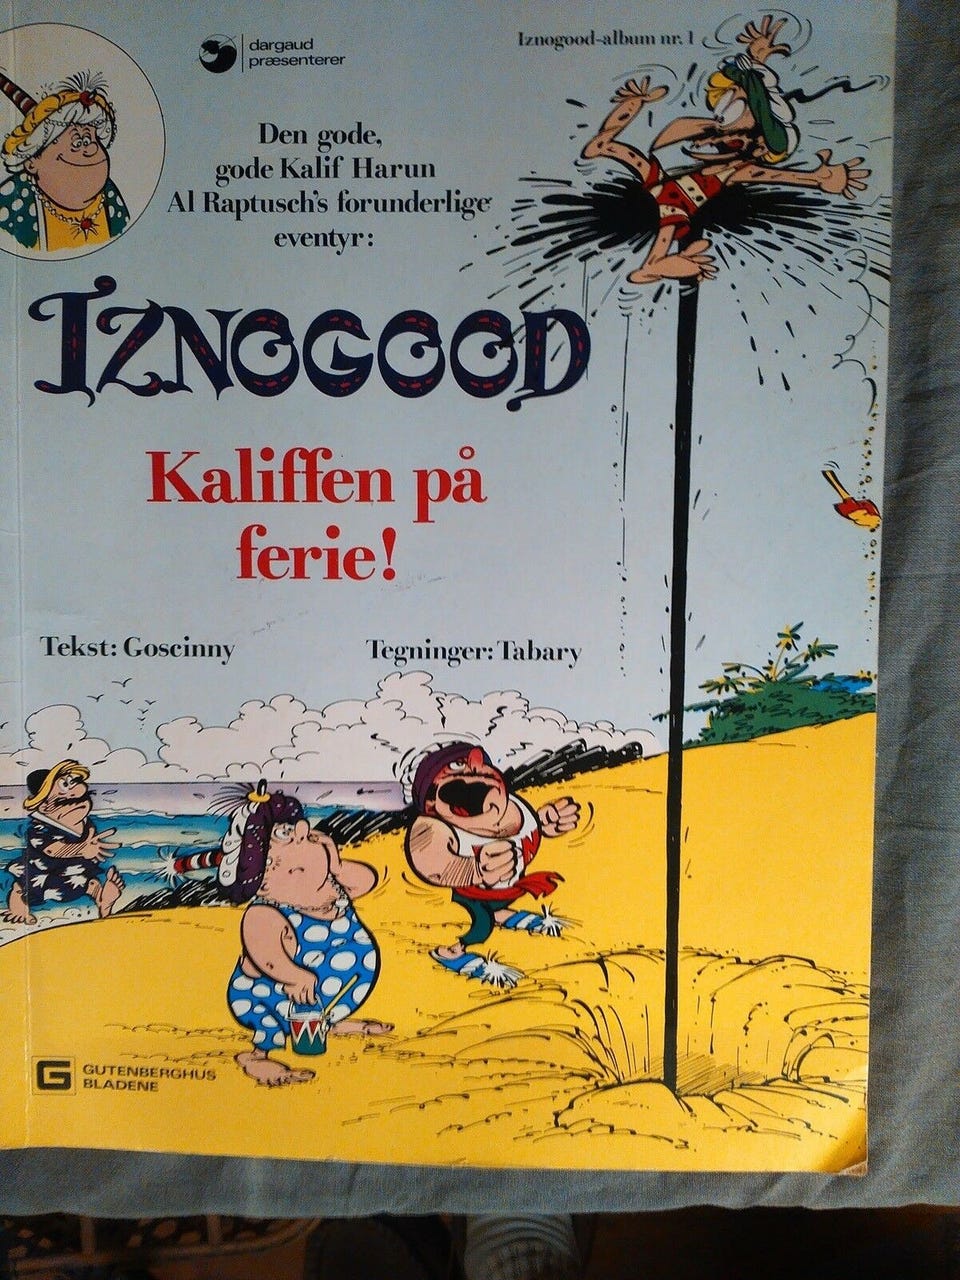 dargaud
præsenterer
Iznogood-album nr. 1
Den gode,
gode Kalif Harun
Al Raptusch's forunderlige
eventyr:
IZNOGOOD
Kaliffen på
ferie!
Tekst: Goscinny
Tegninger: Tabary
G
GUTENBERGHUS
BLADENE